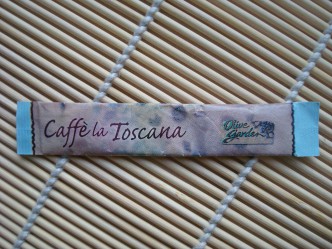 Caffè la Toscana
Olive
Garden